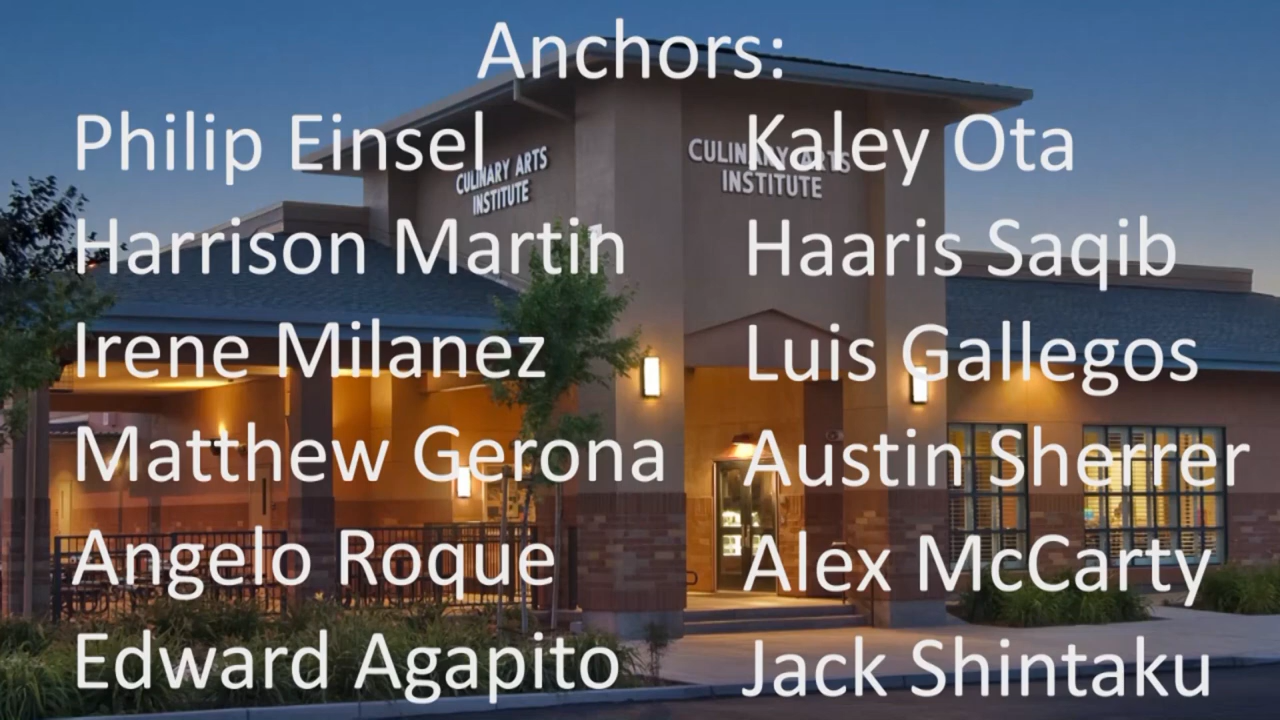 Anchors:
Philip Einsel
Harrison Martin
Irene Milanez
Matthew Gerona
Angelo Roque
Edward Agapito
Kaley Ota
Haaris Saqib
Luis Gallegos
Austin Sherrer
Alex McCarty
Jack Shintaku
CULINARY ARTS
INSTITUTE
CULINARY ARTS
INSTITUTE